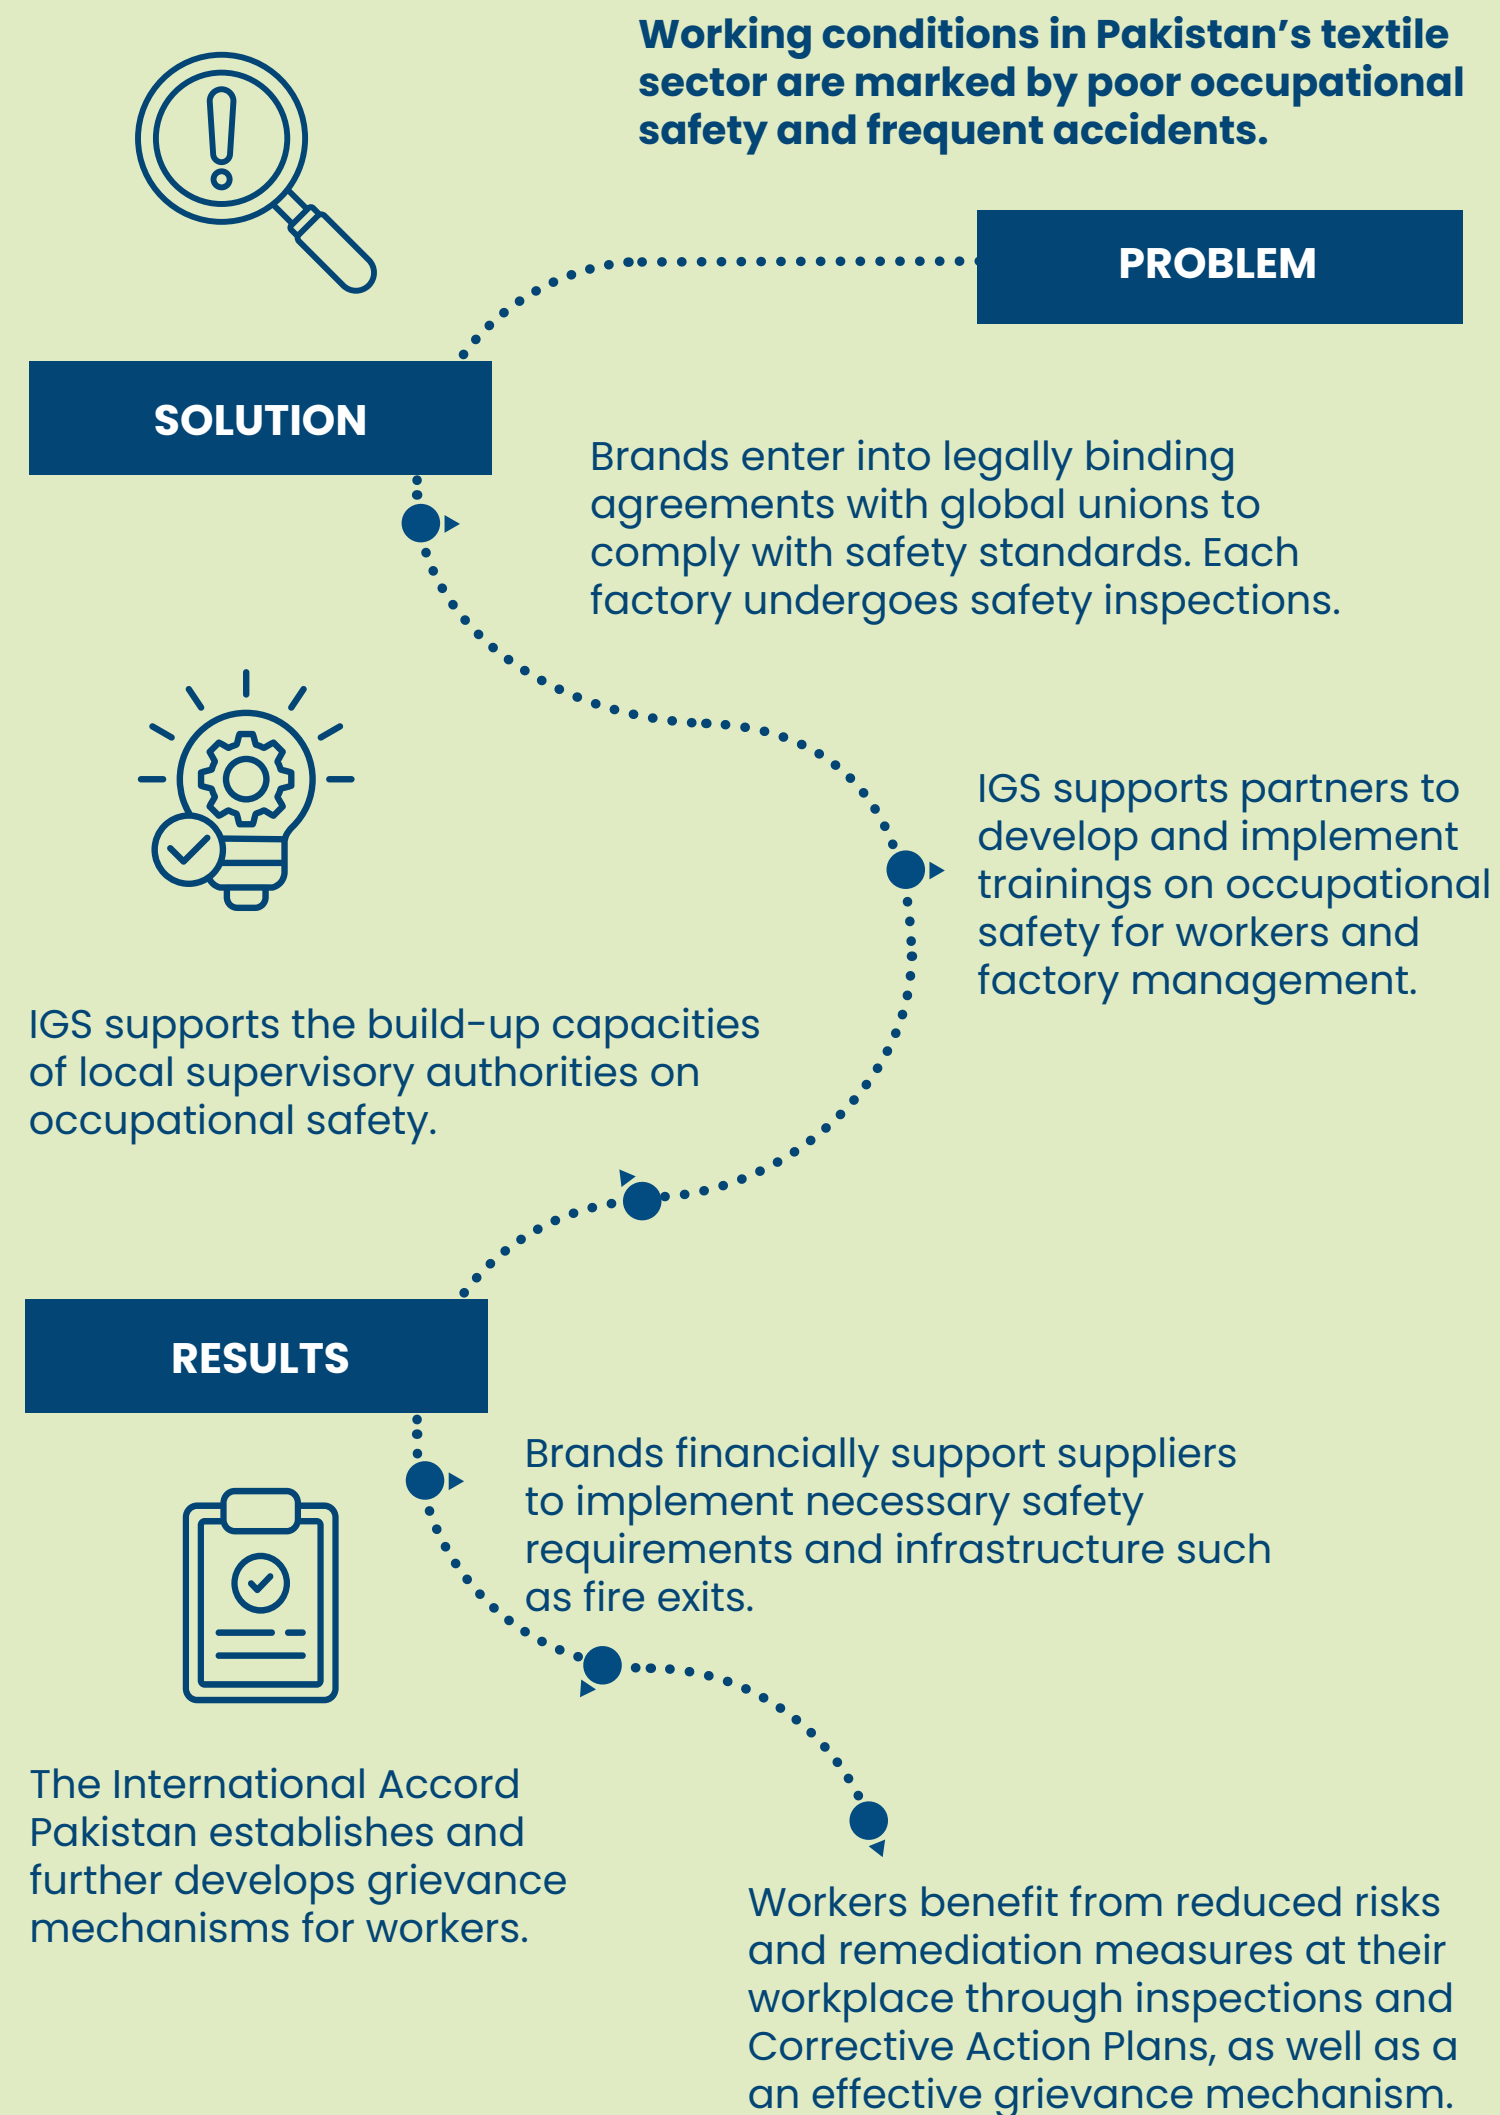 Working conditions in Pakistan’s textile
sector are marked by poor occupational
safety and frequent accidents.
PROBLEM
SOLUTION
Brands enter into legally binding
agreements with global unions to
comply with safety standards. Each
factory undergoes safety inspections.
IGS supports partners to
develop and implement
trainings on occupational
safety for workers and
factory management.
IGS supports the build-up capacities
of local supervisory authorities on
occupational safety.
RESULTS
Brands financially support suppliers
to implement necessary safety
requirements and infrastructure such
as fire exits.
The International Accord
Pakistan establishes and
further develops grievance
mechanisms for workers.
Workers benefit from reduced risks
and remediation measures at their
workplace through inspections and
Corrective Action Plans, as well as a
an effective grievance mechanism.